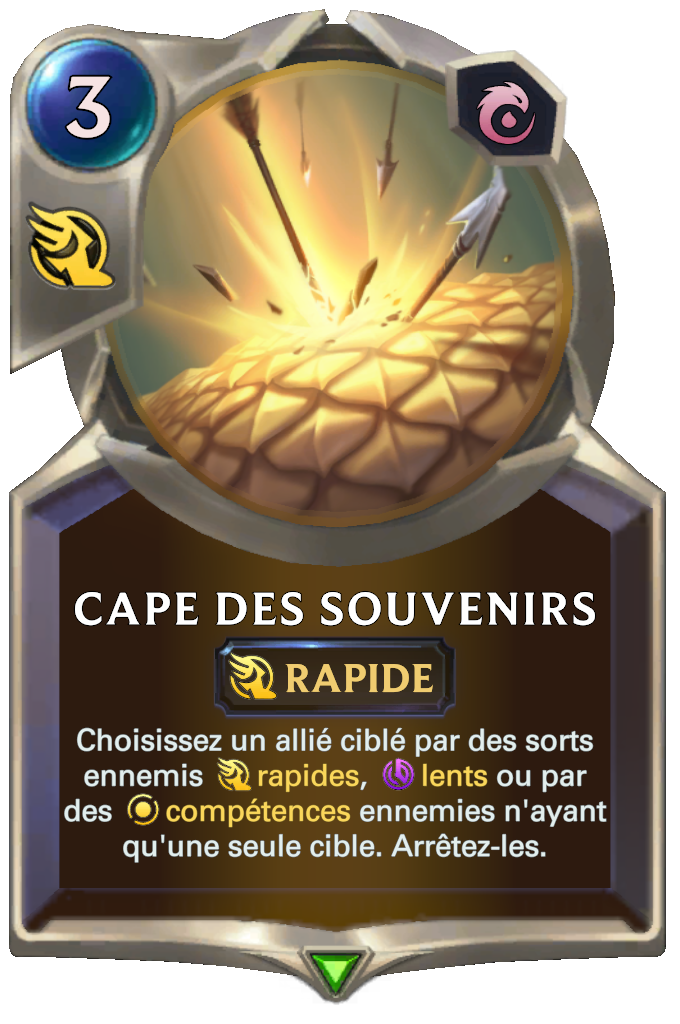 3
CAPE DES SOUVENIRS
RAPIDE
Choisissez un allié ciblé par des sorts
ennemis rapides, lents ou par
des compétences ennemies n'ayant
qu'une seule cible. Arrêtez-les.